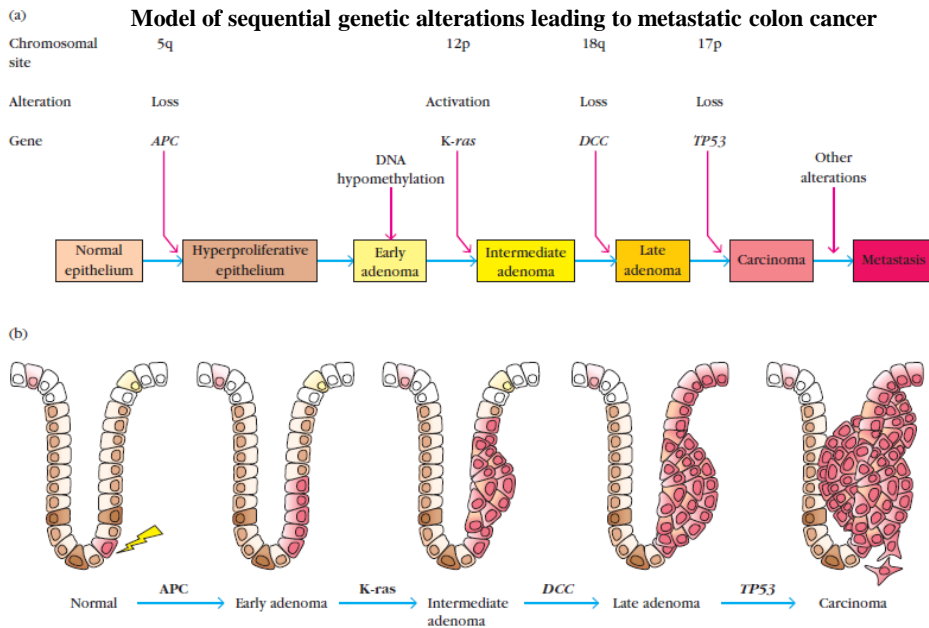 (a) Model of sequential genetic alterations leading to metastatic colon cancer
Chromosomal site 5q 12p 18q 17p
Alteration Loss Activation Loss Loss
Gene APC K-ras DCC TP53
DNA
hypomethylation
Other
alterations
Normal
epithelium
Hyperproliferative
epithelium
Early
adenoma
Intermediate
adenoma
Late
adenoma
Carcinoma
Metastasis
(b)
APC K-ras DCC TP53
Normal Early adenoma Intermediate
adenoma Late adenoma Carcinoma